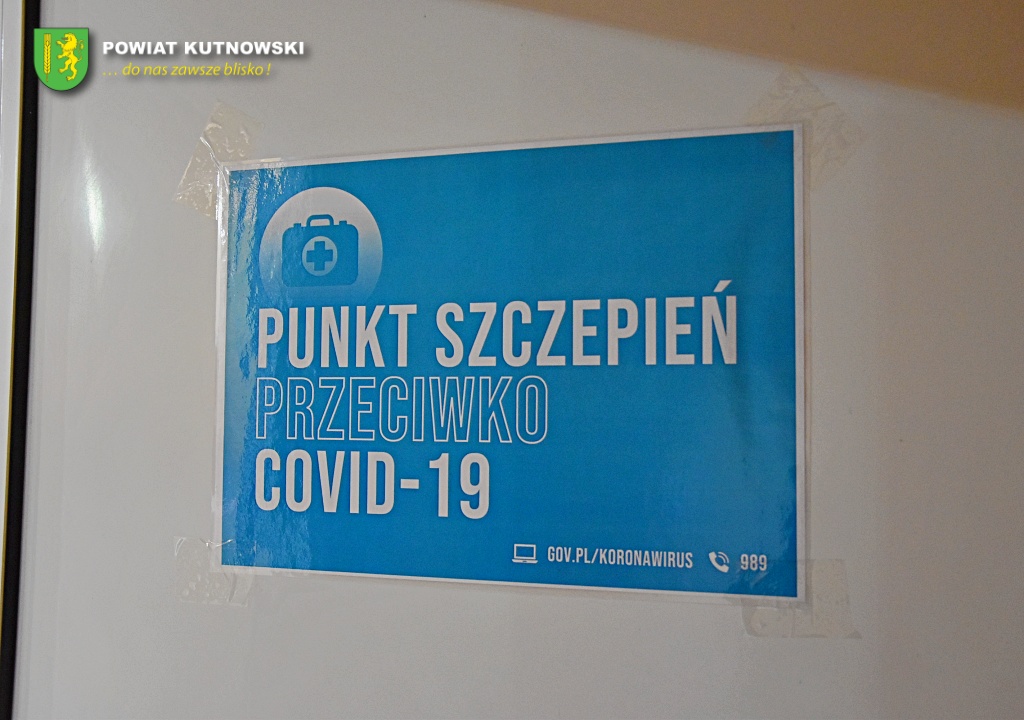 POWIAT KUTNOWSKI
... do nas zawsze blisko!
PUNKT SZCZEPIEŃ
PRZECIWKO
COVID-19
GOV.PL/KORONAWIRUS 989